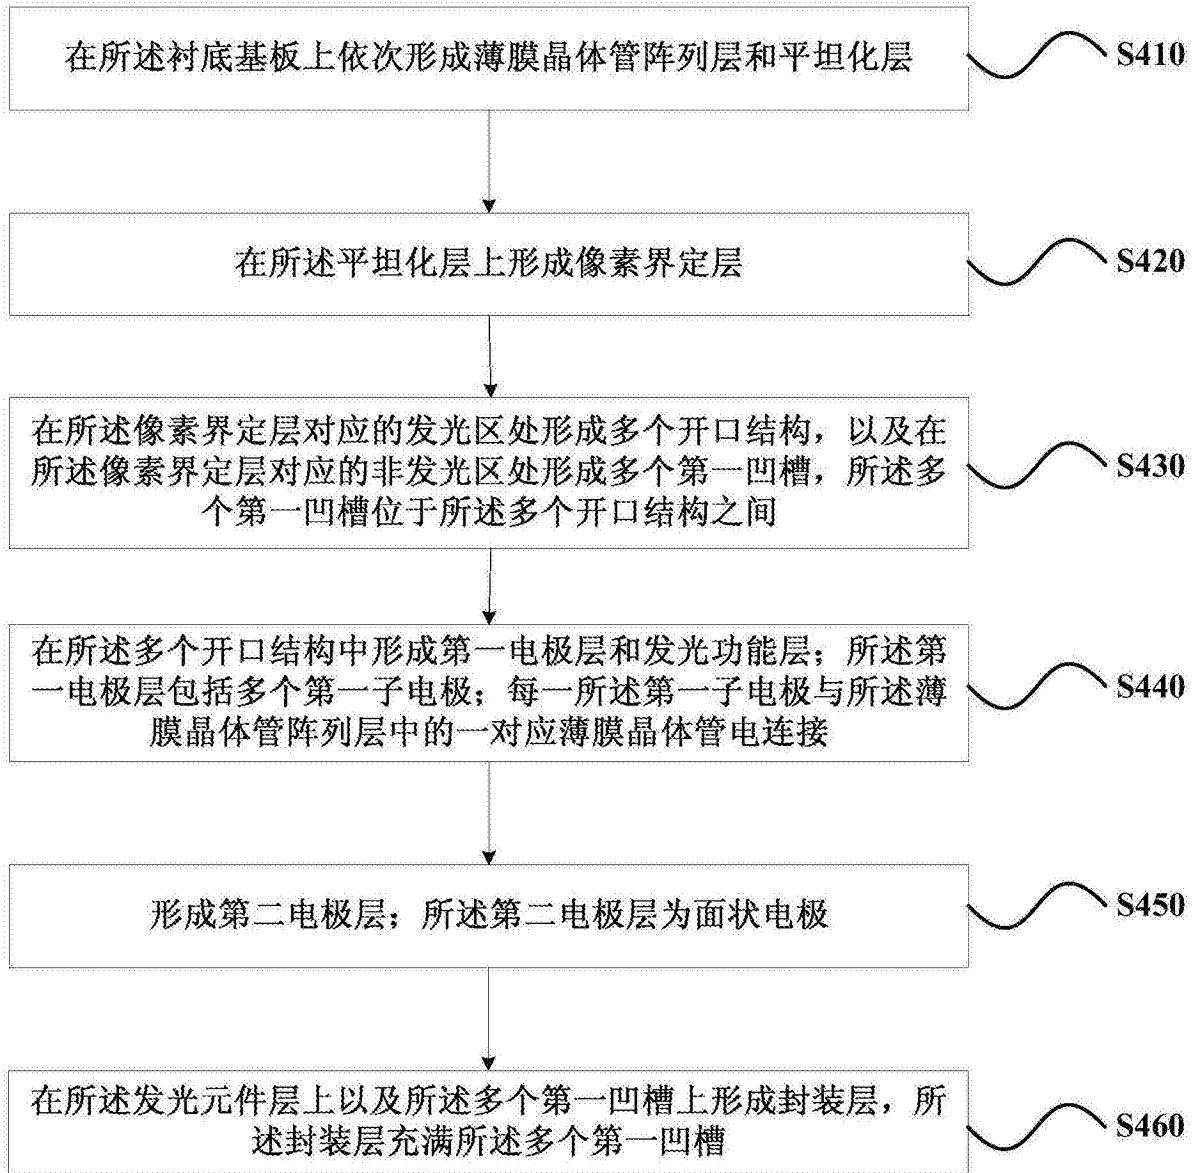 在所述衬底基板上依次形成薄膜晶体管阵列层和平坦化层
S410
在所述平坦化层上形成像素界定层
S420
在所述像素界定层对应的发光区处形成多个开口结构，以及在
所述像素界定层对应的非发光区处形成多个第一凹槽，所述多
个第一凹槽位于所述多个开口结构之间
S430
在所述多个开口结构中形成第一电极层和发光功能层；所述第
一电极层包括多个第一子电极；每一所述第一子电极与所述薄
膜晶体管阵列层中的一对应薄膜晶体管电连接
S440
形成第二电极层；所述第二电极层为面状电极
S450
在所述发光元件层上以及所述多个第一凹槽上形成封装层，所
述封装层充满所述多个第一凹槽
S460